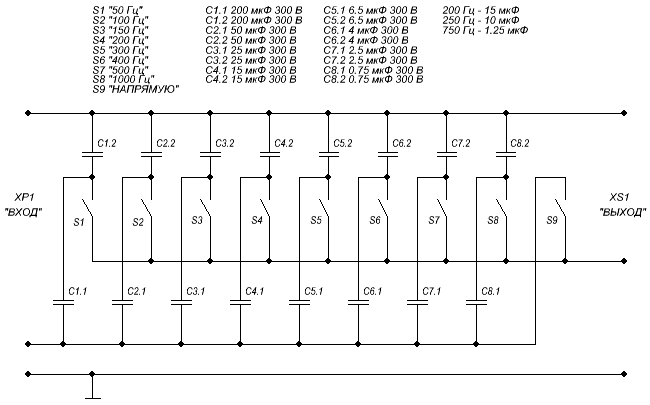 S1 "50 Гц"
S2 "100 Гц"
S3 "150 Гц"
S4 "200 Гц"
S5 "300 Гц"
S6 "400 Гц"
S7 "500 Гц"
S8 "1000 Гц"
S9 "НАПРЯМУЮ"
C1.1 200 мкФ 300 В
C1.2 200 мкФ 300 В
C2.1 50 мкФ 300 В
C2.2 50 мкФ 300 В
C3.1 25 мкФ 300 В
C3.2 25 мкФ 300 В
C4.1 15 мкФ 300 В
C4.2 15 мкФ 300 В
C5.1 6.5 мкФ 300 В
C5.2 6.5 мкФ 300 В
C6.1 4 мкФ 300 В
C6.2 4 мкФ 300 В
C7.1 2.5 мкФ 300 В
C7.2 2.5 мкФ 300 В
C8.1 0.75 мкФ 300 В
C8.2 0.75 мкФ 300 В
200 Гц - 15 мкФ
250 Гц - 10 мкФ
750 Гц - 1.25 мкФ
C1.2 C2.2 C3.2 C4.2 C5.2 C6.2 C7.2 C8.2
XP1
"ВХОД"
S1 S2 S3 S4 S5 S6 S7 S8 S9
XS1
"ВЫХОД"
C1.1 C2.1 C3.1 C4.1 C5.1 C6.1 C7.1 C8.1